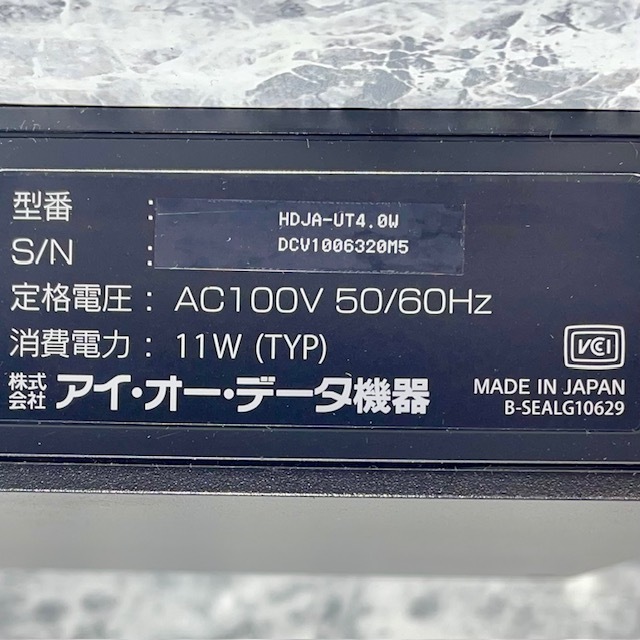 型番 : HDJA-UT4.0W
S/N : DCV1006320M5
定格電圧 : AC100V 50/60Hz
消費電力 : 11W (TYP)
VCCI
株式会社 アイ・オー・データ機器
MADE IN JAPAN
B-SEALG10629